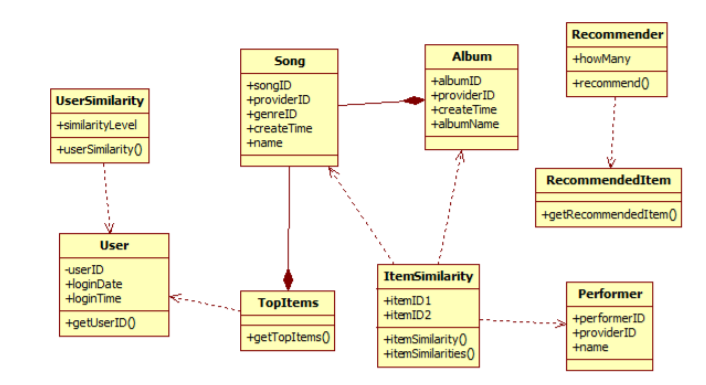 Recommender
+howMany
+recommend()
Album
+albumID
+providerID
+createTime
+albumName
Song
+songID
+providerID
+genreID
+createTime
+name
UserSimilarity
+similarityLevel
+userSimilarity()
RecommendedItem
+getRecommendedItem()
User
-userID
+loginDate
+loginTime
+getUserID()
TopItems
+getTopItems()
ItemSimilarity
+itemID1
+itemID2
+itemSimilarity()
+itemSimilarities()
Performer
+performerID
+providerID
+name